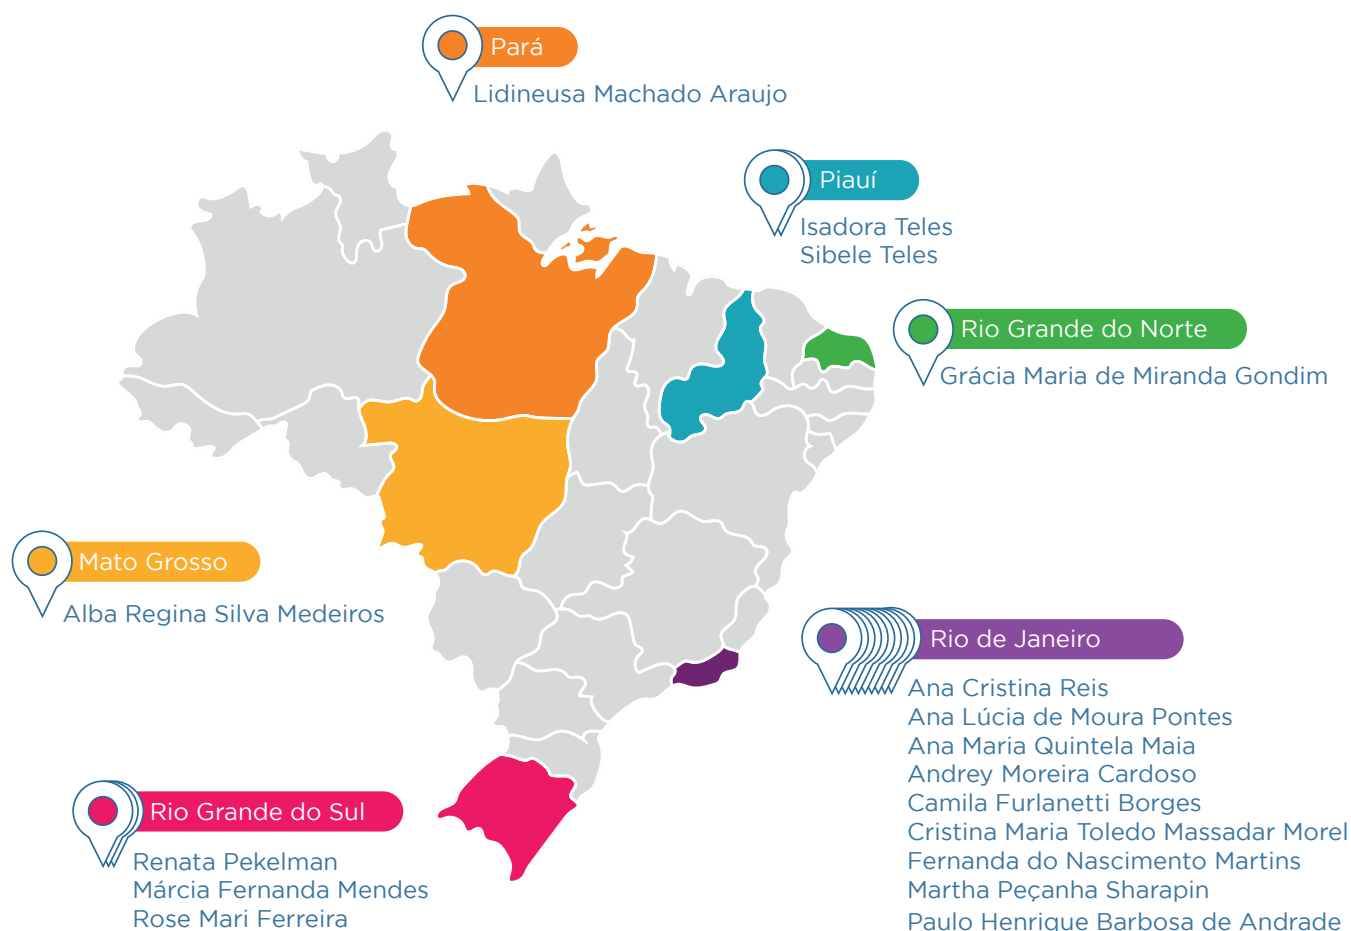 Pará
Lidineusa Machado Araujo
Piauí
Isadora Teles
Sibele Teles
Rio Grande do Norte
Grácia Maria de Miranda Gondim
Mato Grosso
Alba Regina Silva Medeiros
Rio de Janeiro
Ana Cristina Reis
Ana Lúcia de Moura Pontes
Ana Maria Quintela Maia
Andrey Moreira Cardoso
Camila Furlanetti Borges
Cristina Maria Toledo Massadar Morel
Fernanda do Nascimento Martins
Martha Peçanha Sharapin
Paulo Henrique Barbosa de Andrade
Rio Grande do Sul
Renata Pekelman
Márcia Fernanda Mendes
Rose Mari Ferreira